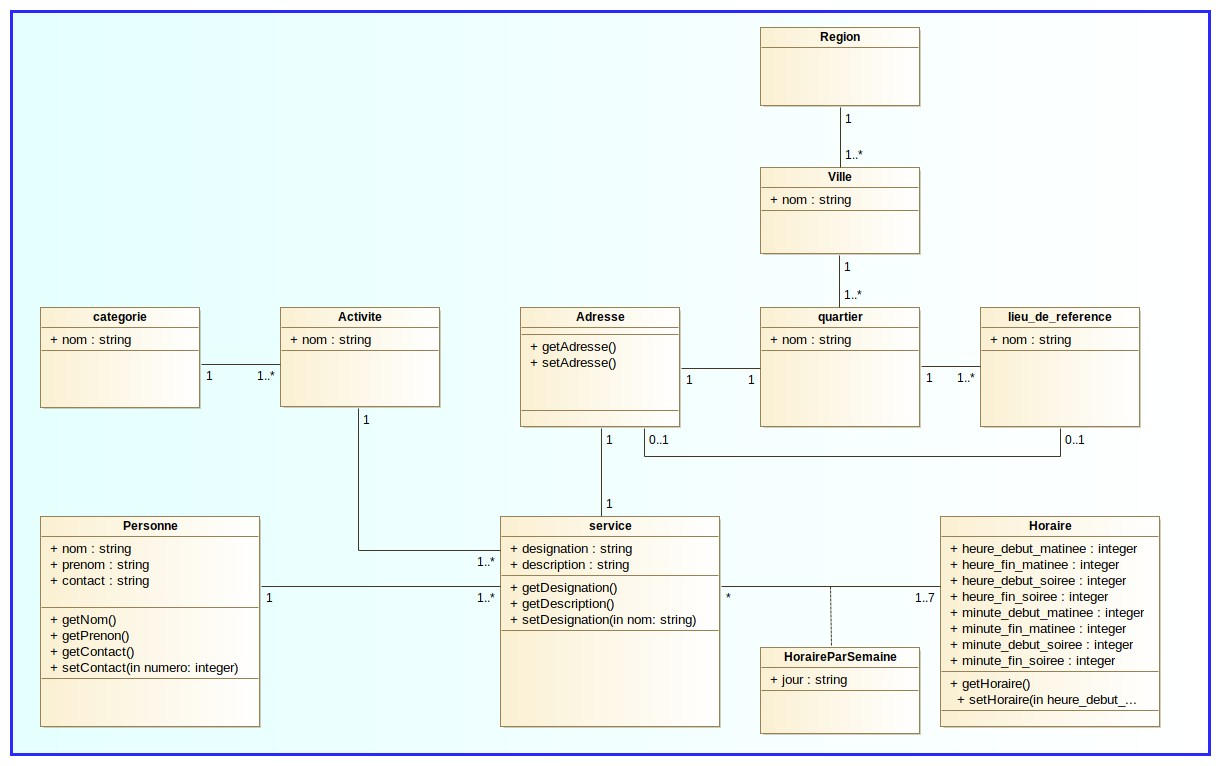 Region
1
1..*
Ville
+ nom : string
1
1..*
categorie
+ nom : string
1
1..*
Activite
+ nom : string
1
Adresse
+ getAdresse()
+ setAdresse()
1
1
quartier
+ nom : string
1
1..*
lieu_de_reference
+ nom : string
1
0..1
0..1
1
Personne
+ nom : string
+ prenom : string
+ contact : string
+ getNom()
+ getPrenon()
+ getContact()
+ setContact(in numero: integer)
1..*
1
1..*
service
+ designation : string
+ description : string
+ getDesignation()
+ getDescription()
+ setDesignation(in nom: string)
*
1..7
HoraireParSemaine
+ jour : string
Horaire
+ heure_debut_matinee : integer
+ heure_fin_matinee : integer
+ heure_debut_soiree : integer
+ heure_fin_soiree : integer
+ minute_debut_matinee : integer
+ minute_fin_matinee : integer
+ minute_debut_soiree : integer
+ minute_fin_soiree : integer
+ getHoraire()
+ setHoraire(in heure_debut_...